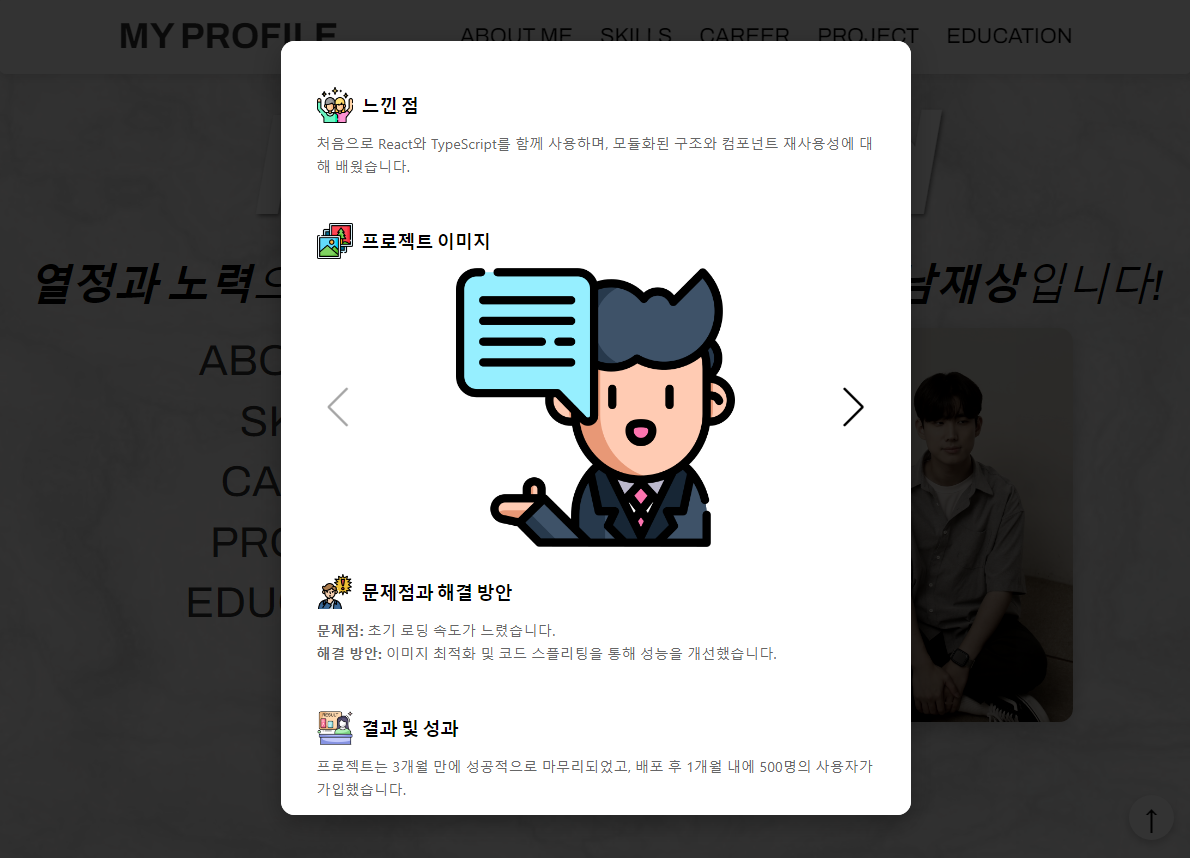 MY PROFILE
ABOUT ME SKILLS CAREER PROJECT EDUCATION
느낀 점
처음으로 React와 TypeScript를 함께 사용하며, 모듈화된 구조와 컴포넌트 재사용성에 대
해 배웠습니다.
프로젝트 이미지
열정과 노력으
남재상입니다!
ABO
SK
CA
PRO
EDU
문제점과 해결 방안
문제점: 초기 로딩 속도가 느렸습니다.
해결 방안: 이미지 최적화 및 코드 스플리팅을 통해 성능을 개선했습니다.
결과 및 성과
프로젝트는 3개월 만에 성공적으로 마무리되었고, 배포 후 1개월 내에 500명의 사용자가
가입했습니다.